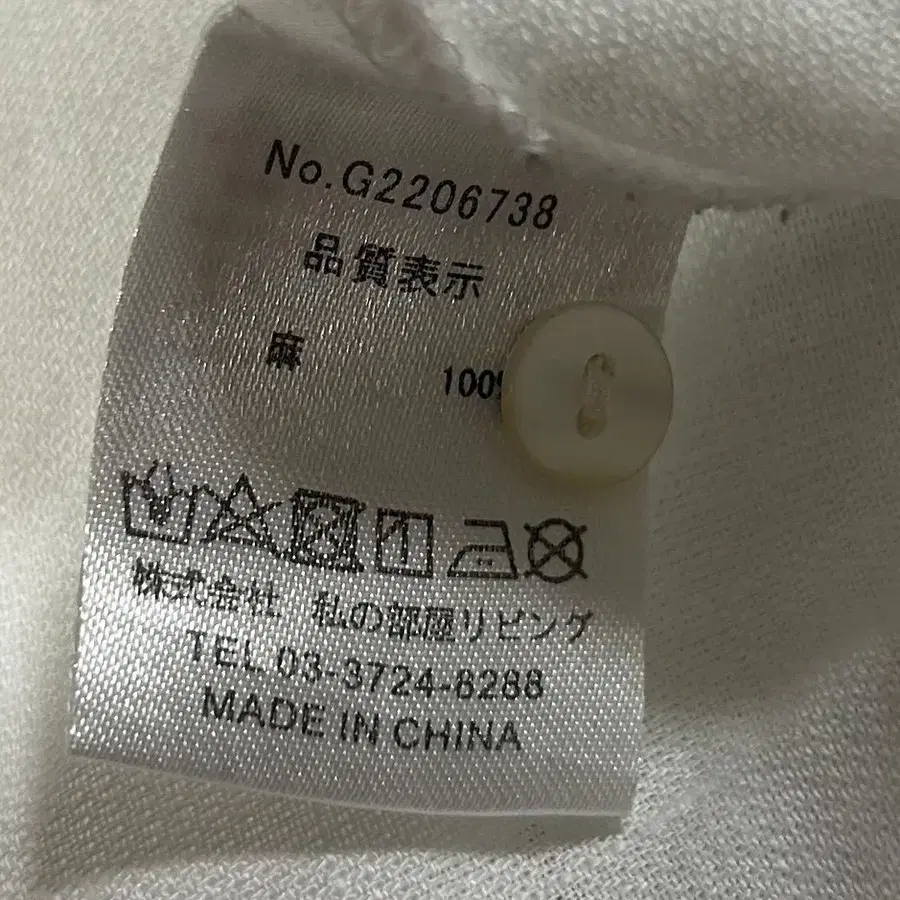 No.G2206738
品質表示
麻 100%
株式会社 私の部屋リビング
TEL.03-3724-8288
MADE IN CHINA